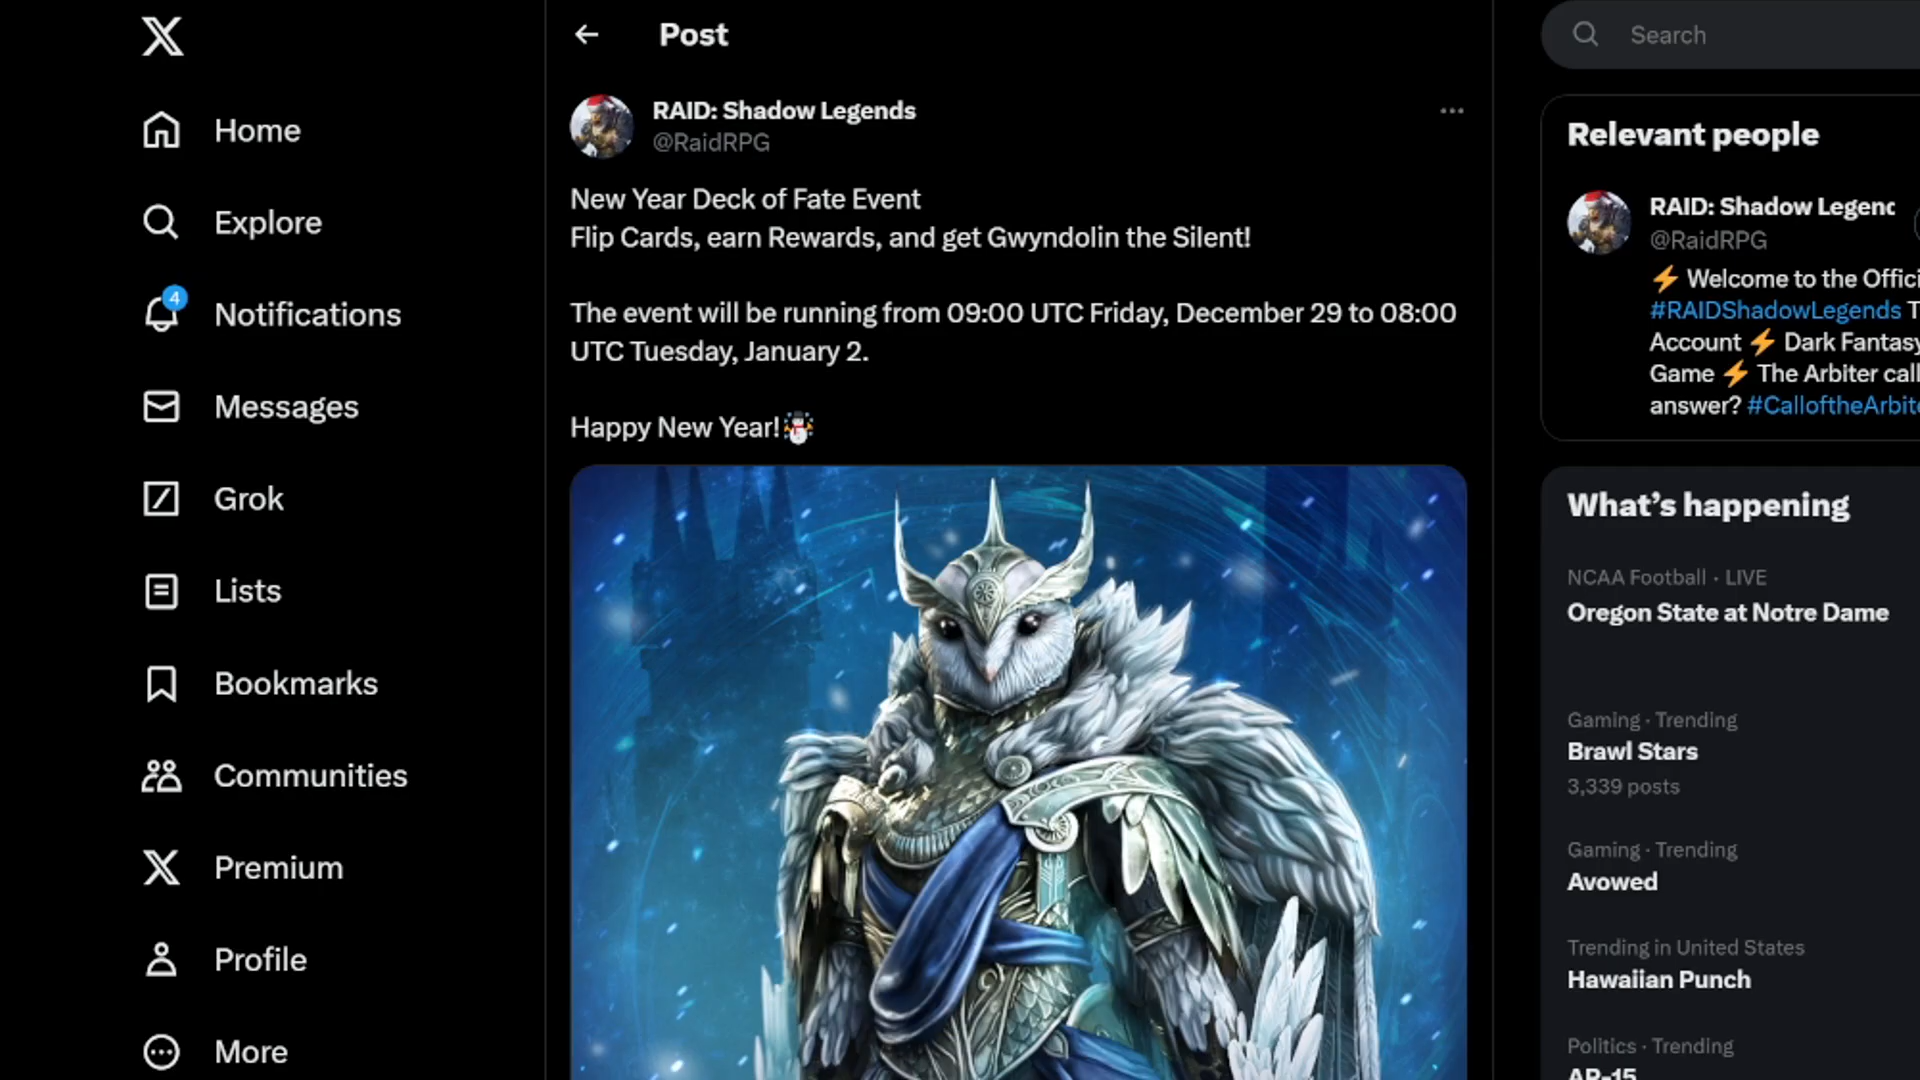 Home
Explore
4
Notifications
Messages
Grok
Lists
Bookmarks
Communities
Premium
Profile
More
Post
RAID: Shadow Legends
@RaidRPG
New Year Deck of Fate Event
Flip Cards, earn Rewards, and get Gwyndolin the Silent!
The event will be running from 09:00 UTC Friday, December 29 to 08:00
UTC Tuesday, January 2.
Happy New Year!☃️
Search
Relevant people
RAID: Shadow Legenc
@RaidRPG
⚡ Welcome to the Offici
#RAIDShadowLegends T
Account ⚡ Dark Fantasy
Game ⚡ The Arbiter call
answer? #CalloftheArbite
What’s happening
NCAA Football · LIVE
Oregon State at Notre Dame
Gaming · Trending
Brawl Stars
3,339 posts
Gaming · Trending
Avowed
Trending in United States
Hawaiian Punch
Politics · Trending
AR-15